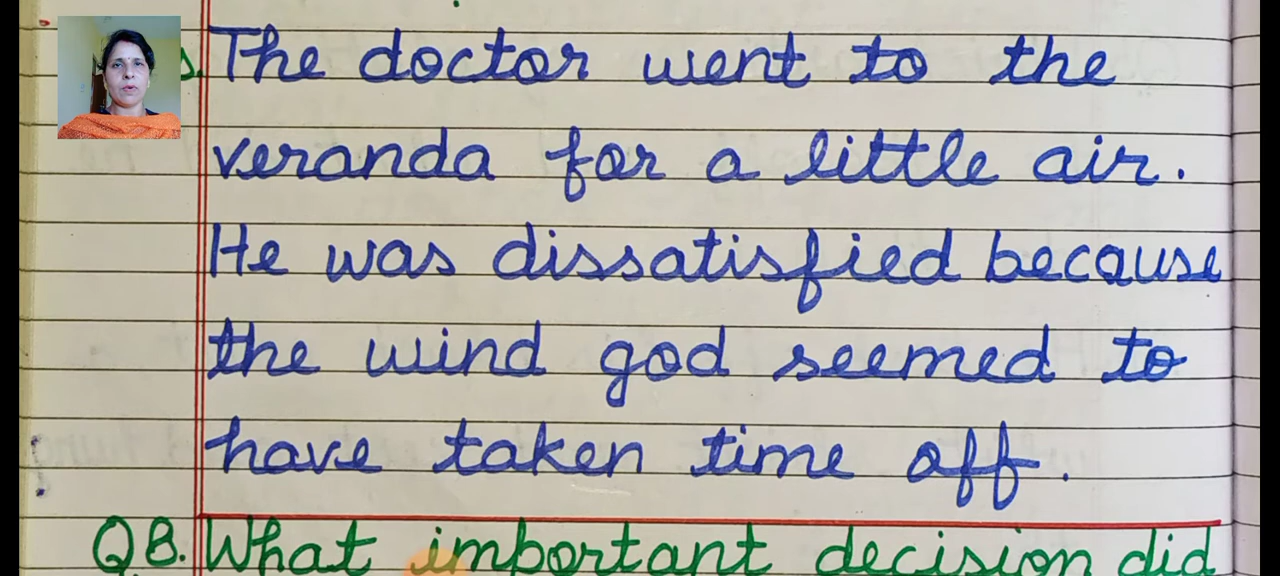 s. The doctor went to the
veranda for a little air.
He was dissatisfied because
the wind god seemed to
have taken time off.
Q8. What important decision did